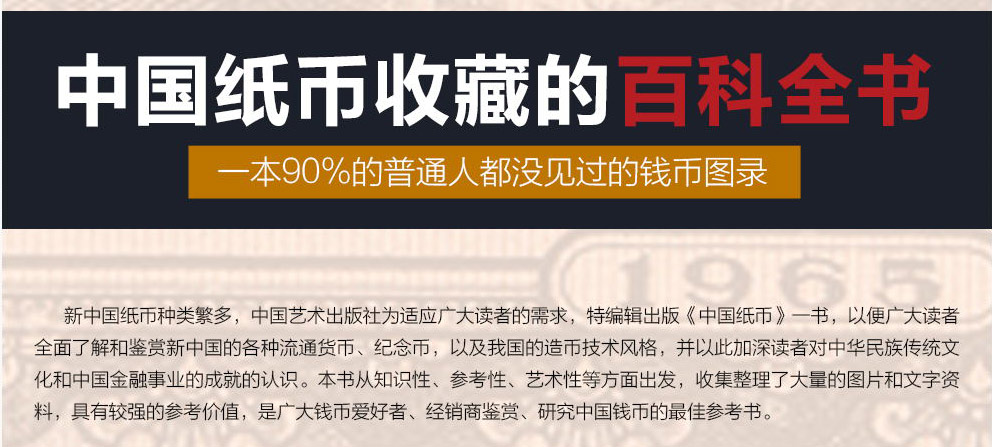 中国纸币收藏的百科全书
一本90%的普通人都没见过的钱币图录
1965
新中国纸币种类繁多，中国艺术出版社为适应广大读者的需求，特编辑出版《中国纸币》一书，以便广大读者
全面了解和鉴赏新中国的各种流通货币、纪念币，以及我国的造币技术风格，并以此加深读者对中华民族传统文
化和中国金融事业的成就的认识。本书从知识性、参考性、艺术性等方面出发，收集整理了大量的图片和文字资
料，具有较强的参考价值，是广大钱币爱好者、经销商鉴赏、研究中国钱币的最佳参考书。